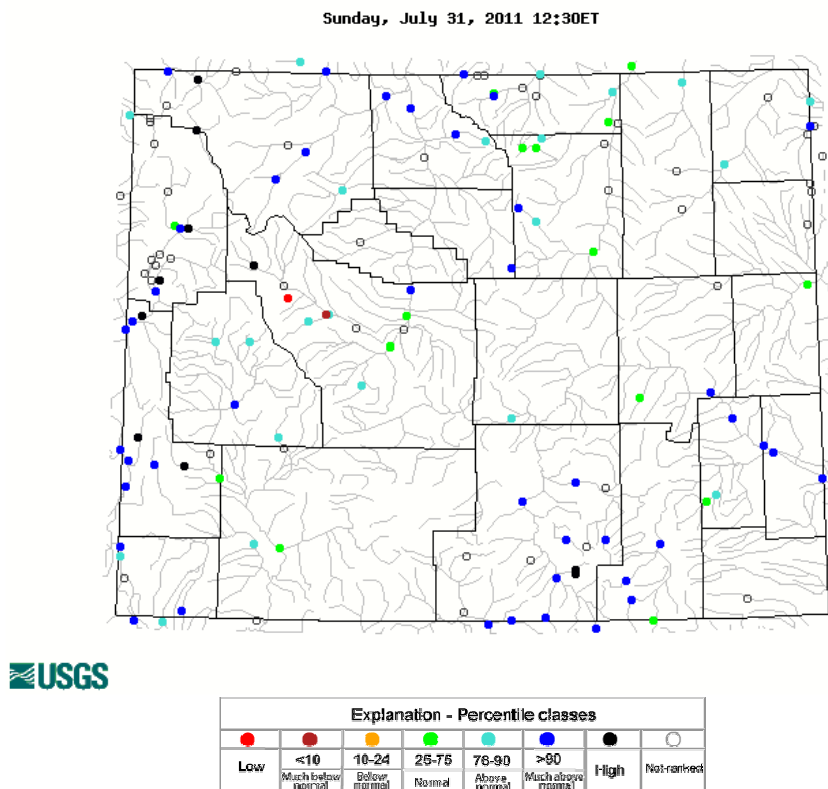 Sunday, July 31, 2011 12:30ET
USGS
Explanation - Percentile classes
Low <10 10-24 25-75 76-90 >90 High Not-ranked
Much below normal Below normal Normal Above normal Much above normal